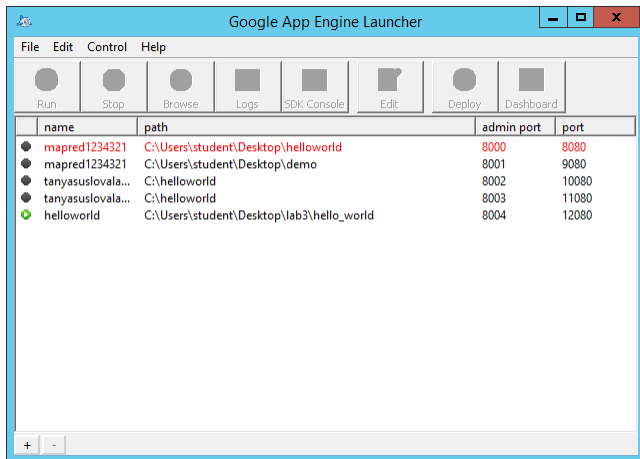 Google App Engine Launcher
File Edit Control Help
Run Stop Browse Logs SDK Console Edit Deploy Dashboard
name path admin port port
mapred1234321 C:\Users\student\Desktop\helloworld 8000 8080
mapred1234321 C:\Users\student\Desktop\demo 8001 9080
tanyasuslovala... C:\helloworld 8002 10080
tanyasuslovala... C:\helloworld 8003 11080
helloworld C:\Users\student\Desktop\lab3\hello_world 8004 12080
+ -